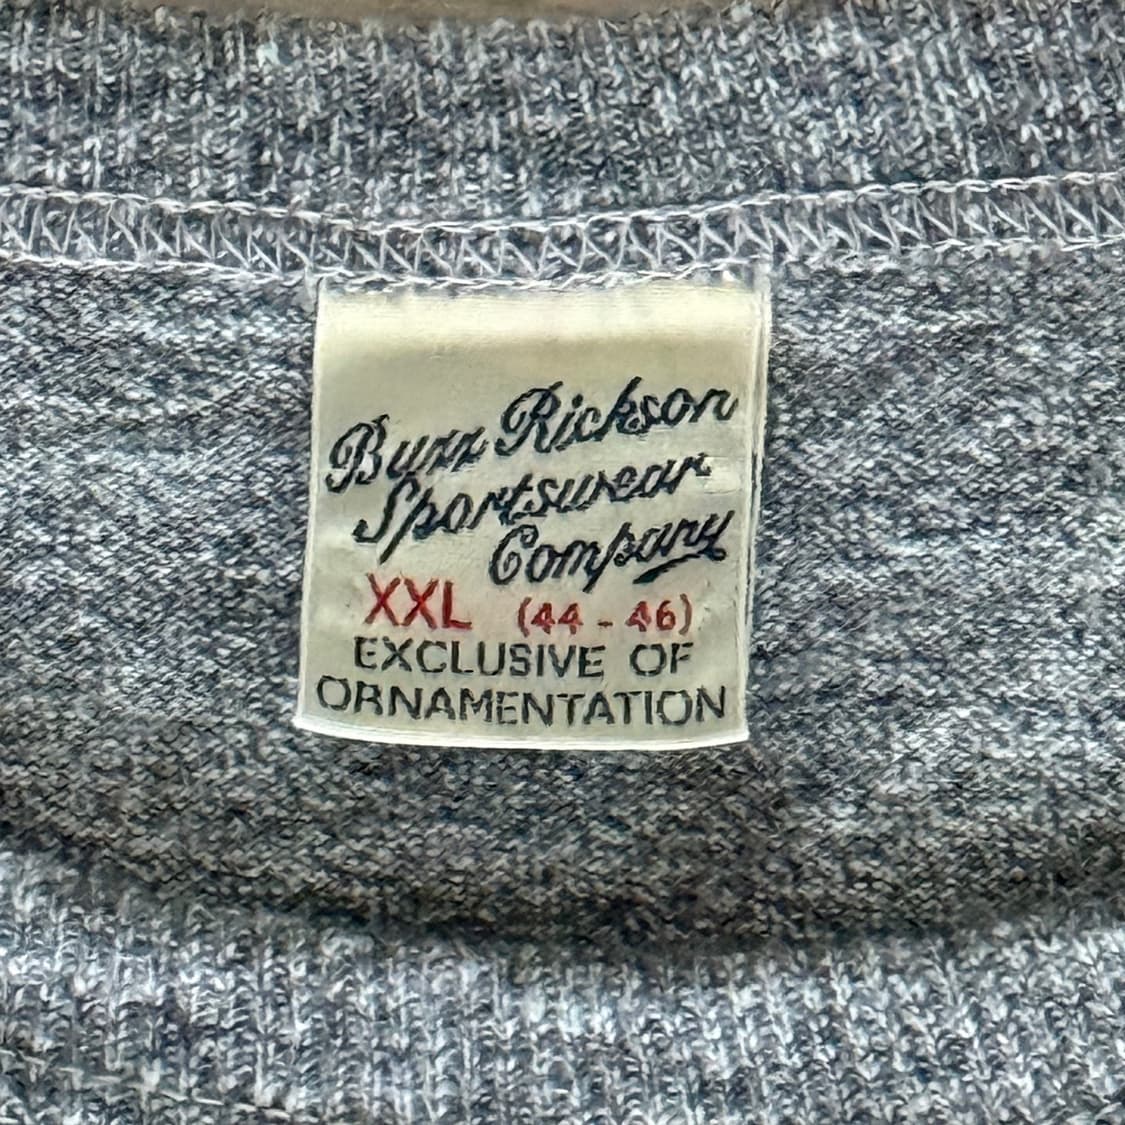 Buzz Rickson
Sportswear
Company
XXL (44 - 46)
EXCLUSIVE OF
ORNAMENTATION